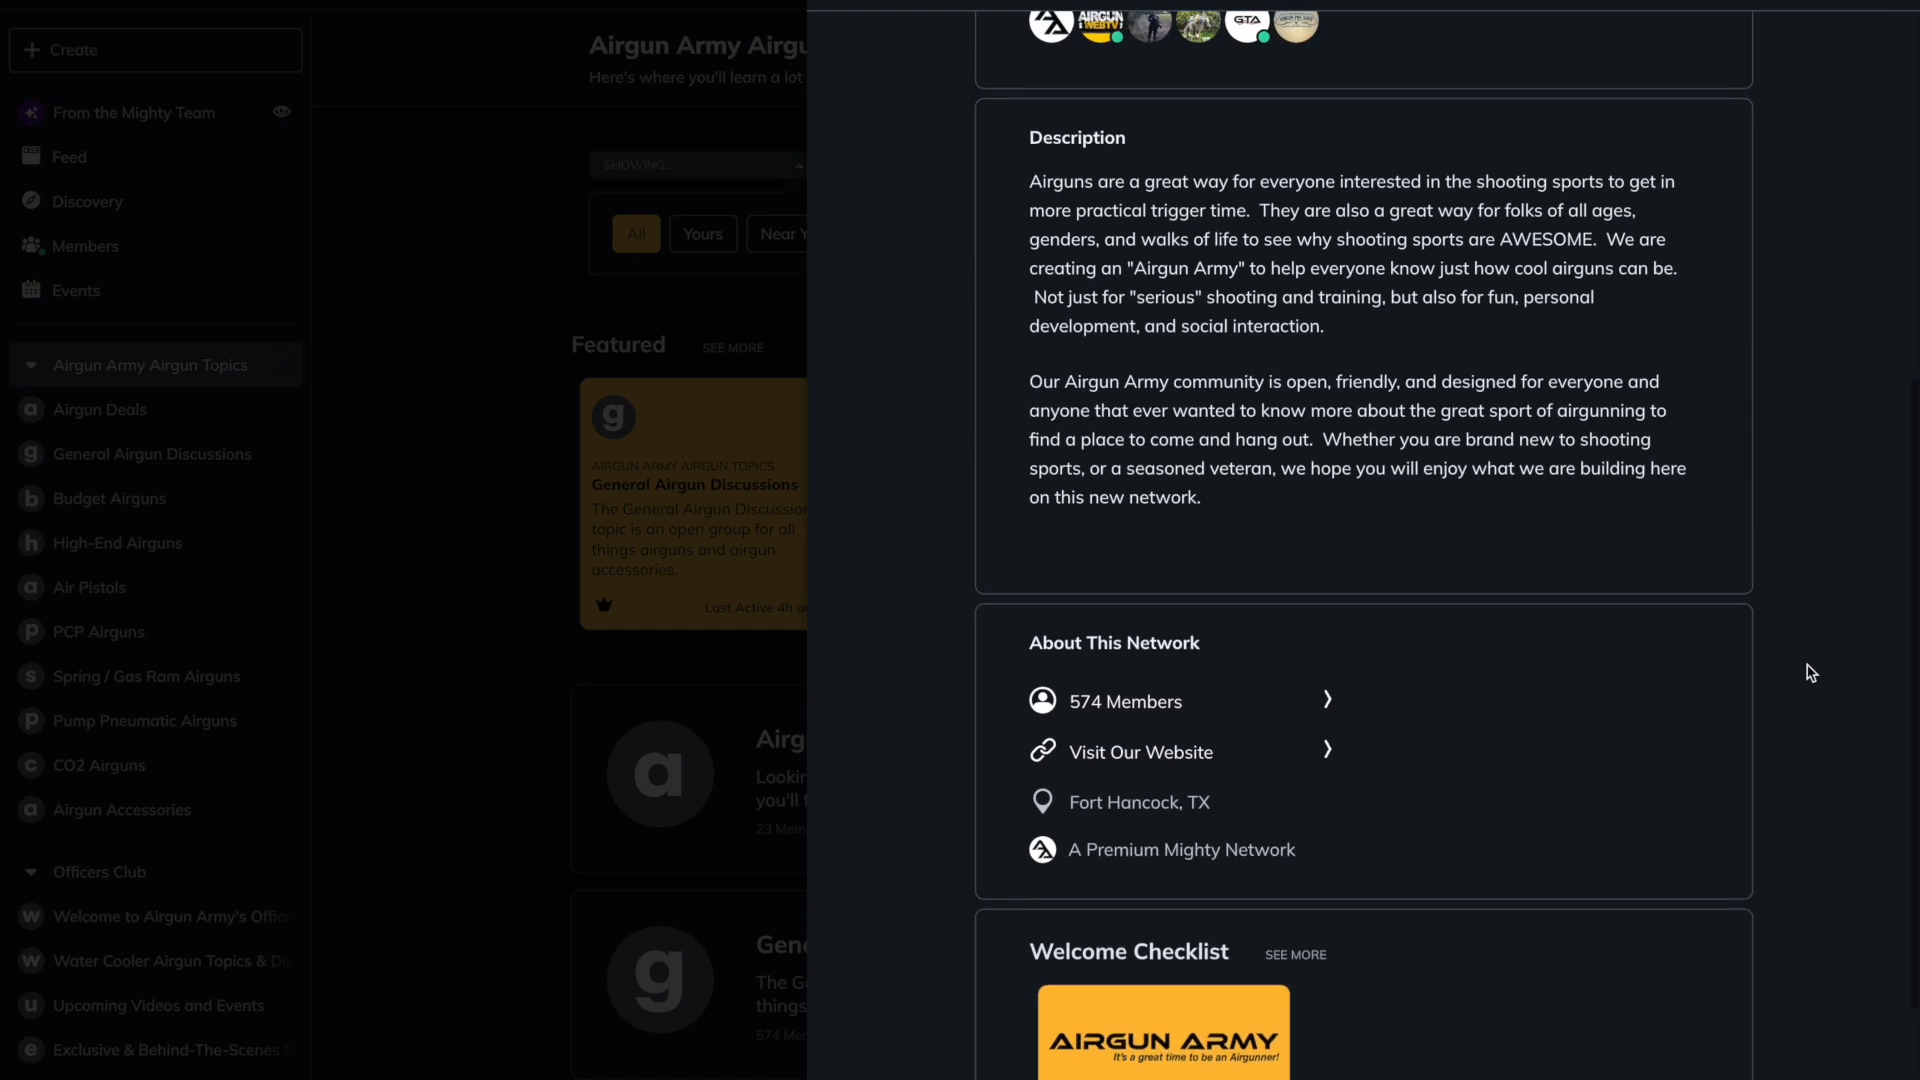 Create
From the Mighty Team
Feed
Discovery
Members
Events
Airgun Army Airgun Topics
a Airgun Deals
g General Airgun Discussions
b Budget Airguns
h High-End Airguns
a Air Pistols
p PCP Airguns
s Spring / Gas Ram Airguns
p Pump Pneumatic Airguns
c CO2 Airguns
a Airgun Accessories
Officers Club
w Welcome to Airgun Army's Offic
w Water Cooler Airgun Topics & Di
u Upcoming Videos and Events
e Exclusive & Behind-The-Scenes C
Airgun Army Airgu
Here's where you'll learn a lot
SHOWING...
All
Yours
Near Y
Featured
SEE MORE
g
AIRGUN ARMY AIRGUN TOPICS
General Airgun Discussions
The General Airgun Discussion
topic is an open group for all
things airguns and airgun
accessories.
Last Active 4h a
a
Airg
Lookin
you'll f
23 Mem
g
Gene
The Ge
things
574 Mem
AIRGUN
WEBTV
GTA
Description
Airguns are a great way for everyone interested in the shooting sports to get in
more practical trigger time.  They are also a great way for folks of all ages,
genders, and walks of life to see why shooting sports are AWESOME.  We are
creating an "Airgun Army" to help everyone know just how cool airguns can be.
Not just for "serious" shooting and training, but also for fun, personal
development, and social interaction.
Our Airgun Army community is open, friendly, and designed for everyone and
anyone that ever wanted to know more about the great sport of airgunning to
find a place to come and hang out.  Whether you are brand new to shooting
sports, or a seasoned veteran, we hope you will enjoy what we are building here
on this new network.
About This Network
574 Members
Visit Our Website
Fort Hancock, TX
A Premium Mighty Network
Welcome Checklist
SEE MORE
AIRGUN ARMY
It's a great time to be an Airgunner!